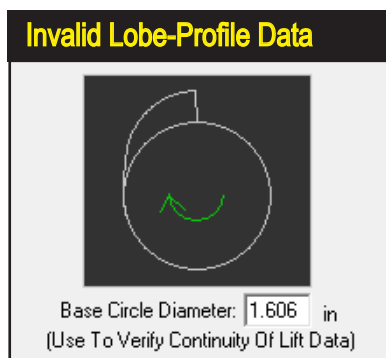 Invalid Lobe-Profile Data
Base Circle Diameter: 1.606 in
(Use To Verify Continuity Of Lift Data)